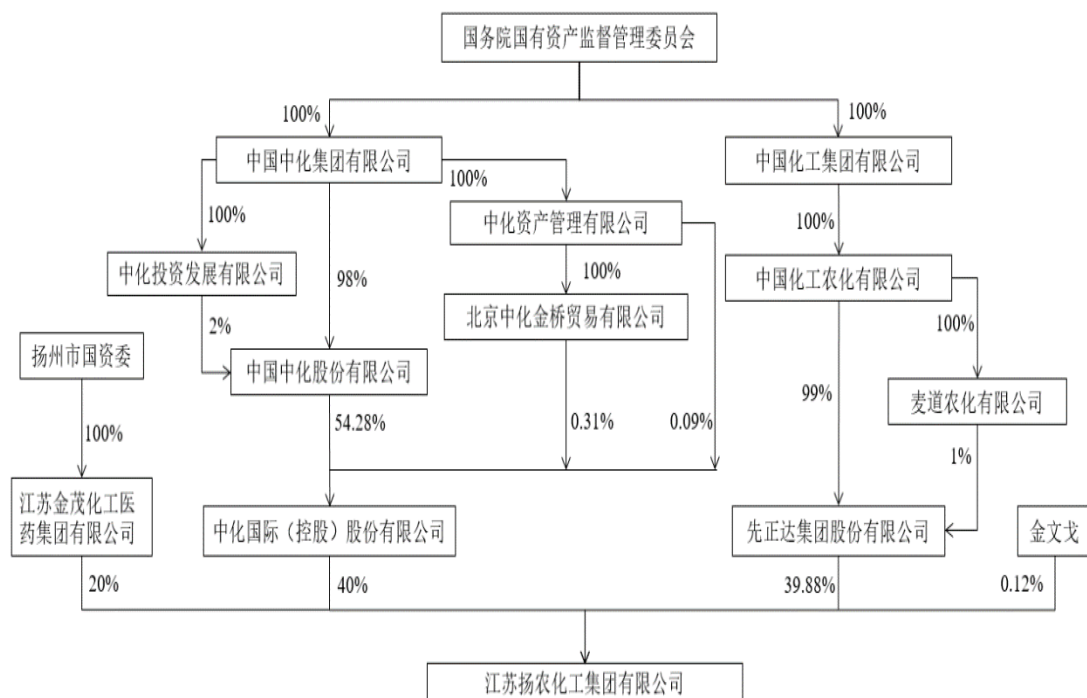 国务院国有资产监督管理委员会
100%
100%
中国中化集团有限公司
中国化工集团有限公司
100%
100%
中化资产管理有限公司
100%
中化投资发展有限公司
98%
100%
中国化工农化有限公司
北京中化金桥贸易有限公司
100%
2%
扬州市国资委
中国中化股份有限公司
99%
麦道农化有限公司
54.28%
0.31%
0.09%
100%
1%
江苏金茂化工医
药集团有限公司
中化国际（控股）股份有限公司
先正达集团股份有限公司
金文戈
20%
40%
39.88%
0.12%
江苏扬农化工集团有限公司